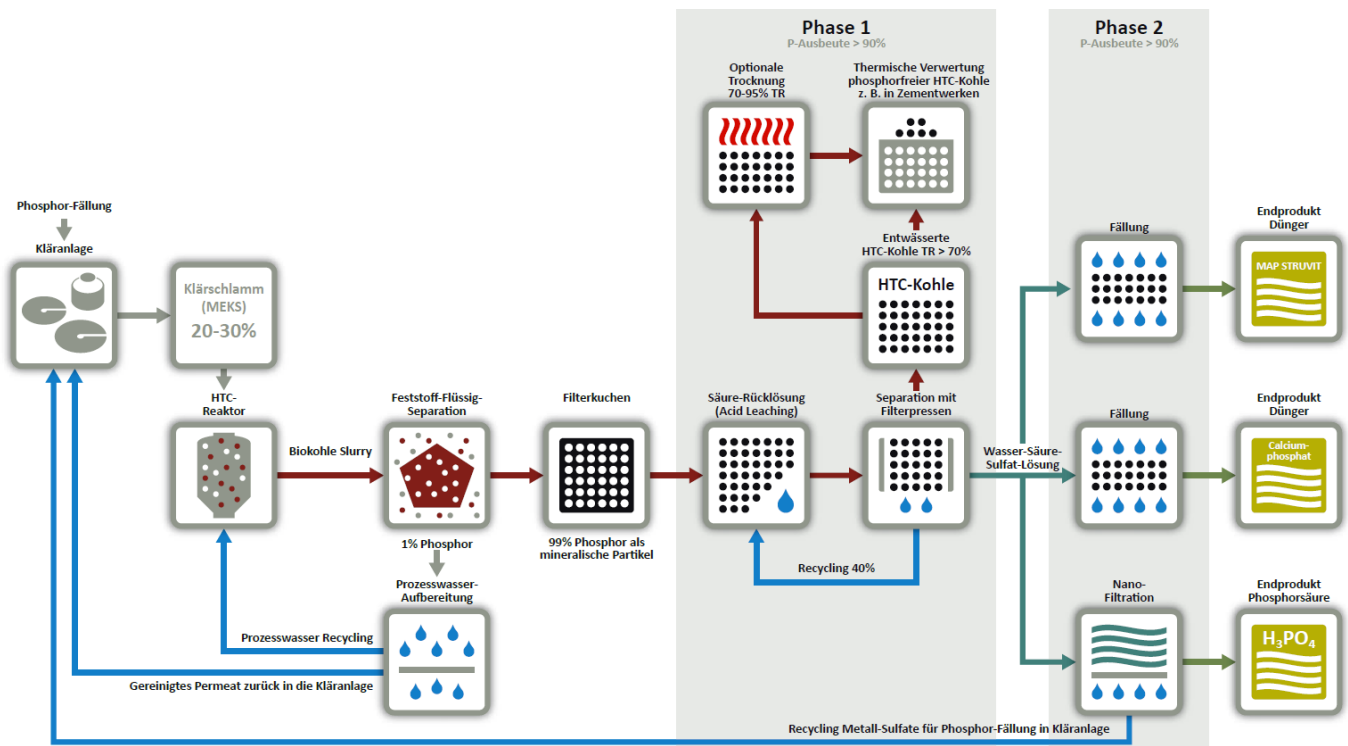 Phase 1
P-Ausbeute > 90%
Phase 2
P-Ausbeute > 90%
Optionale
Trocknung
70-95% TR
Thermische Verwertung
phosphorfreier HTC-Kohle
z. B. in Zementwerken
Phosphor-Fällung
Kläranlage
Klärschlamm
(MEKS)
20-30%
Entwässerte
HTC-Kohle TR > 70%
HTC-Kohle
Fällung
Endprodukt
Dünger
MAP STRUVIT
HTC-
Reaktor
Biokohle Slurry
Feststoff-Flüssig-
Separation
Filterkuchen
Säure-Rücklösung
(Acid Leaching)
Separation mit
Filterpressen
Wasser-Säure-
Sulfat-Lösung
Fällung
Endprodukt
Dünger
Calcium-
phosphat
1% Phosphor
99% Phosphor als
mineralische Partikel
Recycling 40%
Prozesswasser-
Aufbereitung
Prozesswasser Recycling
Gereinigtes Permeat zurück in die Kläranlage
Nano-
Filtration
Endprodukt
Phosphorsäure
H₃PO₄
Recycling Metall-Sulfate für Phosphor-Fällung in Kläranlage